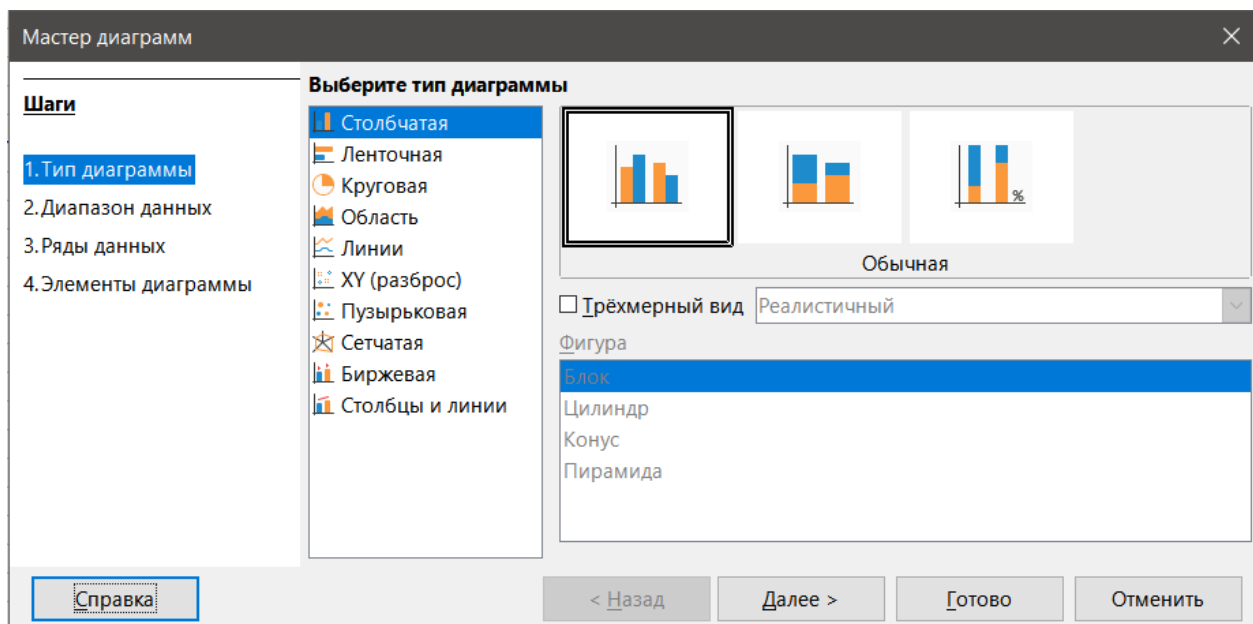 Мастер диаграмм
Шаги
1.Тип диаграммы
2.Диапазон данных
3.Ряды данных
4.Элементы диаграммы
Выберите тип диаграммы
Столбчатая
Ленточная
Круговая
Область
Линии
XY (разброс)
Пузырьковая
Сетчатая
Биржевая
Столбцы и линии
%
Обычная
Трёхмерный вид
Реалистичный
Фигура
Блок
Цилиндр
Конус
Пирамида
Справка
< Назад
Далее >
Готово
Отменить